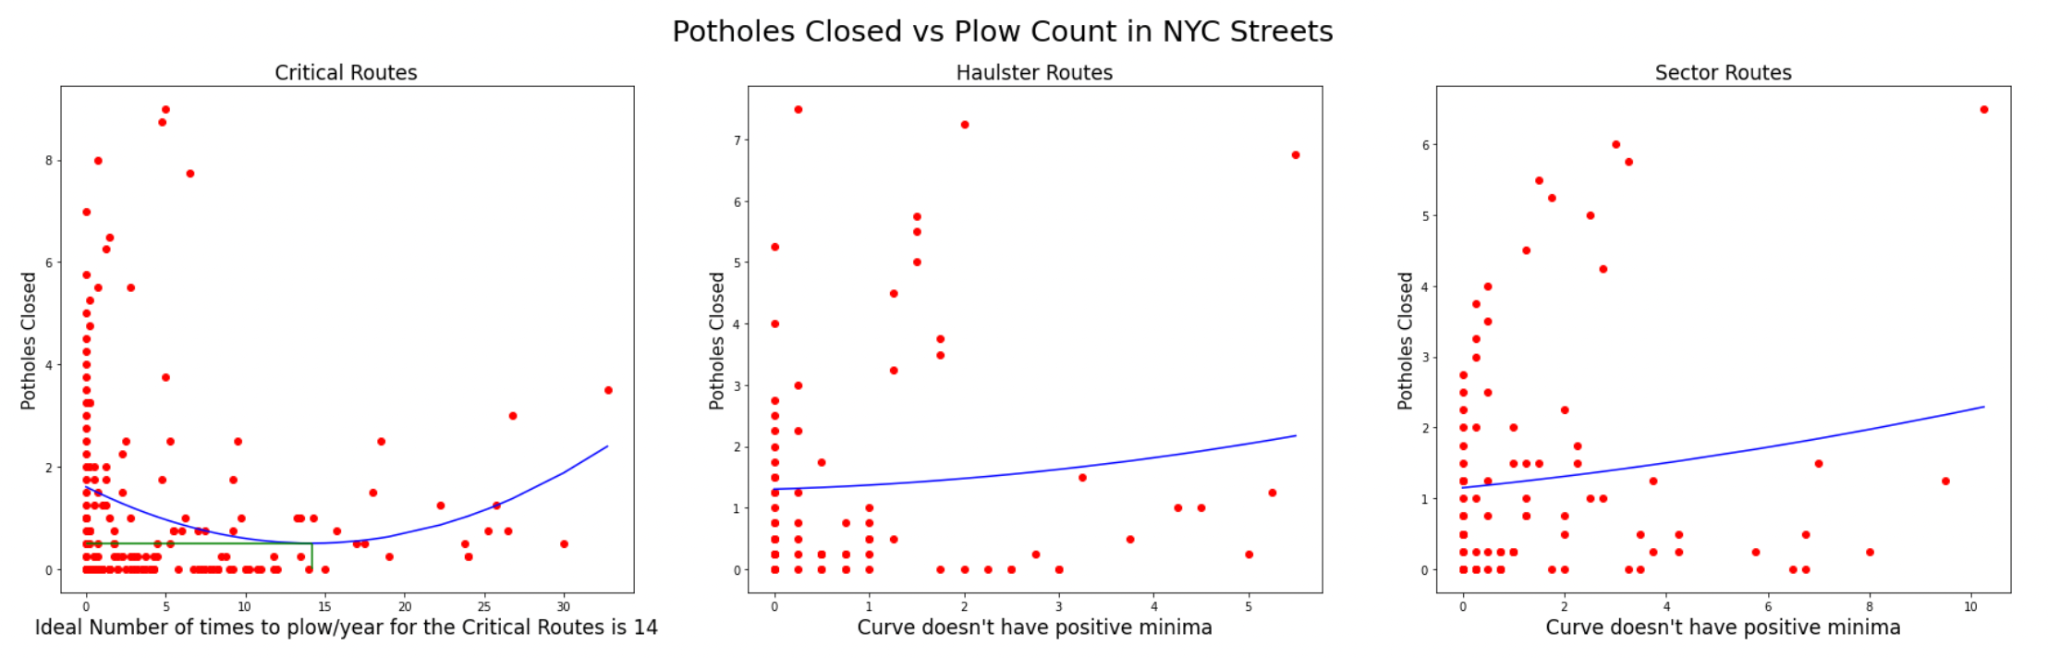 Potholes Closed vs Plow Count in NYC Streets
Critical Routes
Potholes Closed
8
6
4
2
0
0 5 10 15 20 25 30
Ideal Number of times to plow/year for the Critical Routes is 14
Haulster Routes
Potholes Closed
7
6
5
4
3
2
1
0
0 1 2 3 4 5
Curve doesn't have positive minima
Sector Routes
Potholes Closed
6
5
4
3
2
1
0
0 2 4 6 8 10
Curve doesn't have positive minima